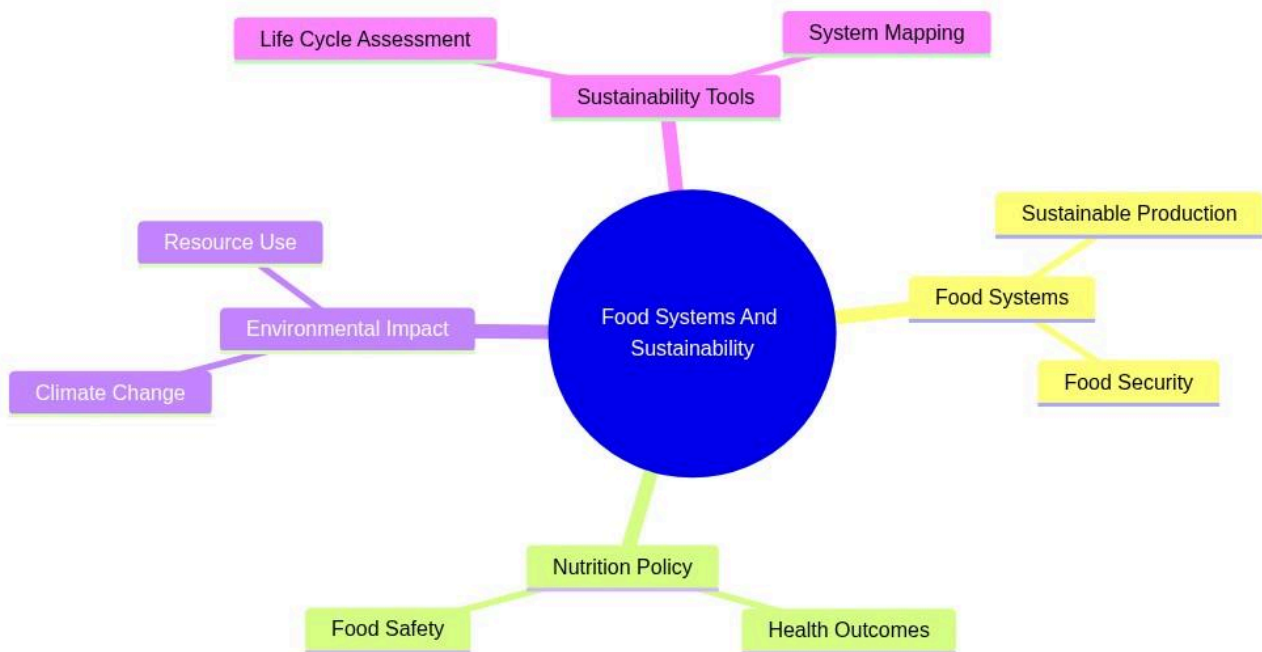 Life Cycle Assessment
System Mapping
Sustainability Tools
Sustainable Production
Resource Use
Food Systems
Food Systems And
Sustainability
Environmental Impact
Food Security
Climate Change
Nutrition Policy
Food Safety
Health Outcomes